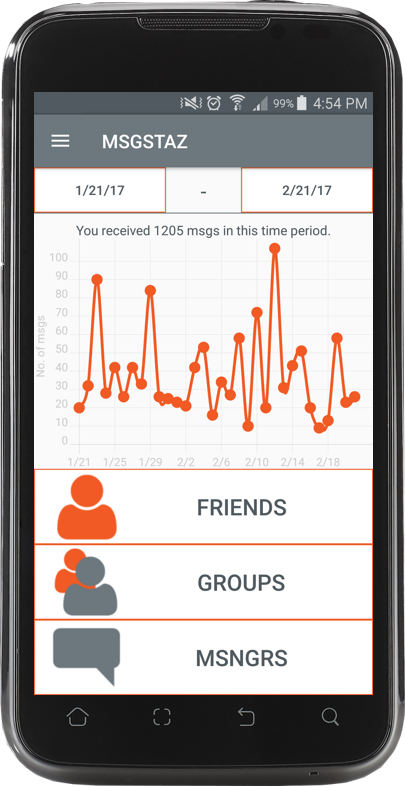 99% 4:54 PM
MSGSTAZ
1/21/17 - 2/21/17
You received 1205 msgs in this time period.
No. of msgs
100
90
80
70
60
50
40
30
20
10
0
1/21 1/25 1/29 2/2 2/6 2/10 2/14 2/18
FRIENDS
GROUPS
MSNGRS